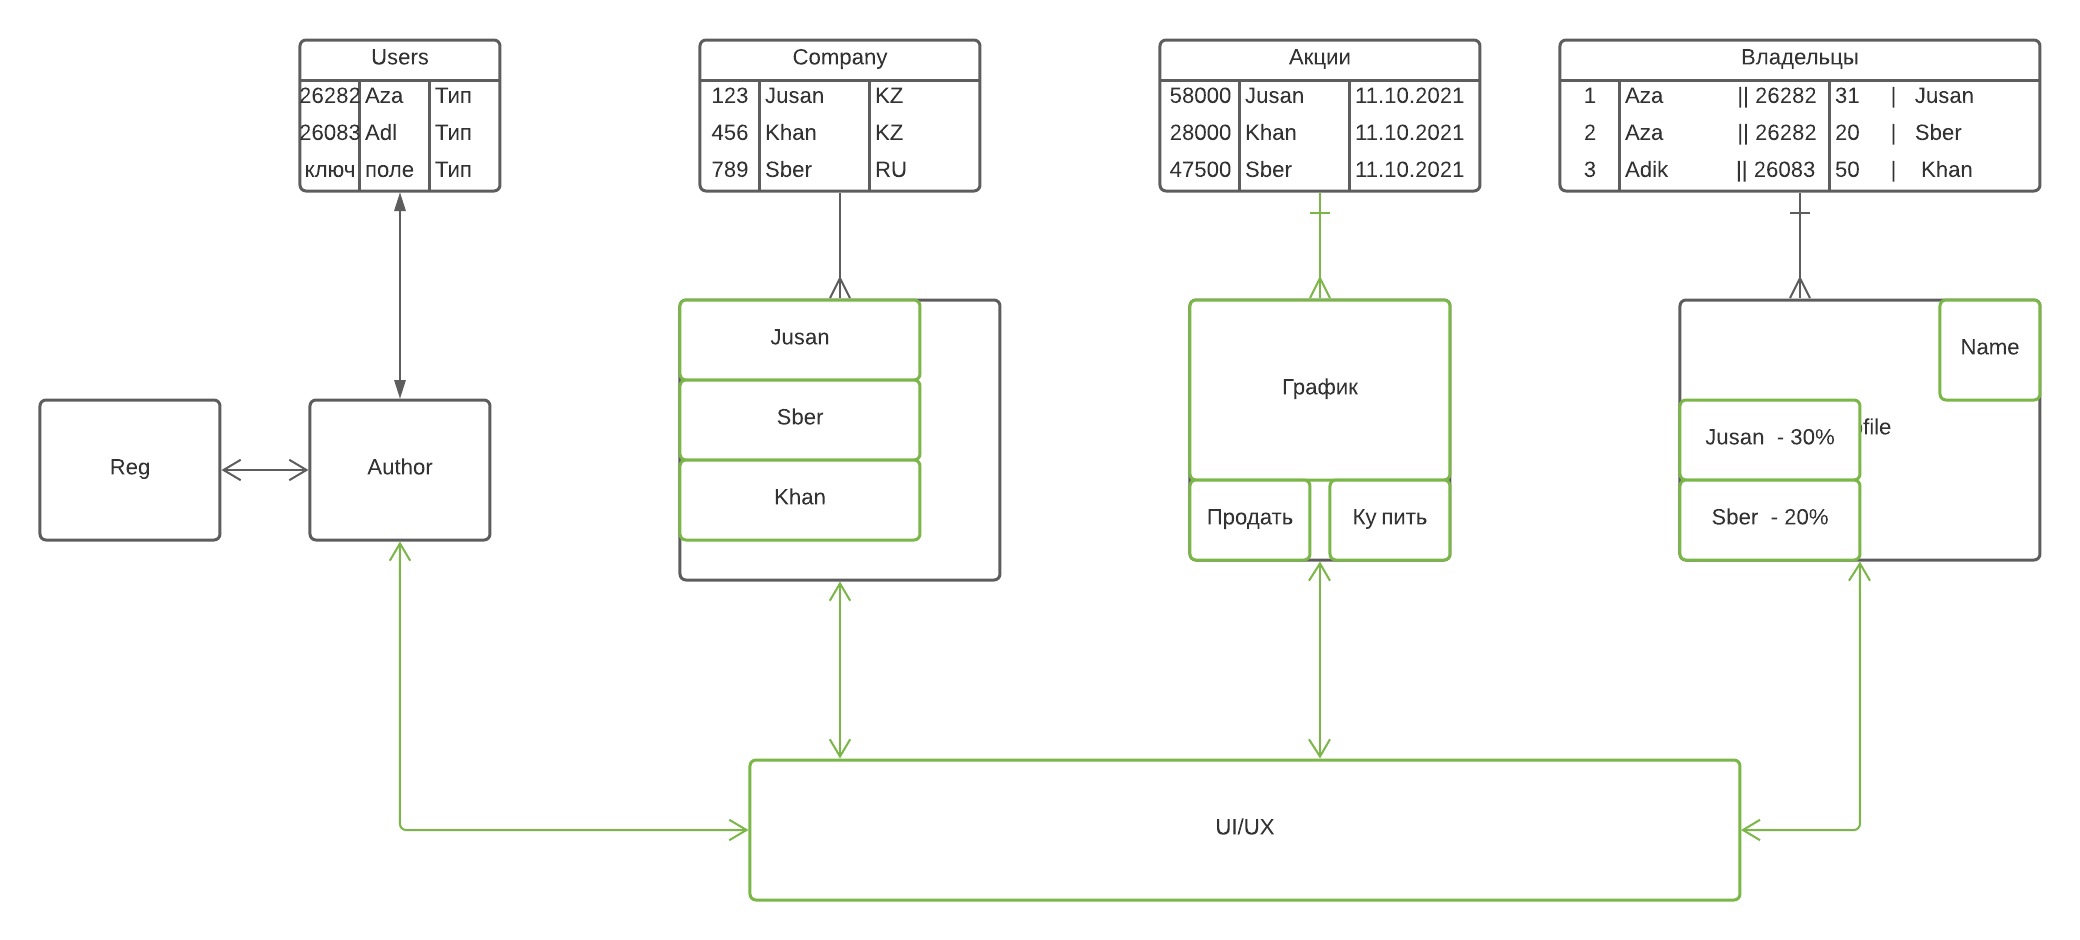 Users
26282 Aza Тип
26083 Adl Тип
ключ поле Тип
Company
123 Jusan KZ
456 Khan KZ
789 Sber RU
Акции
58000 Jusan 11.10.2021
28000 Khan 11.10.2021
47500 Sber 11.10.2021
Владельцы
1 Aza || 26282 31 | Jusan
2 Aza || 26282 20 | Sber
3 Adik || 26083 50 | Khan
Reg
Author
Jusan
Sber
Khan
График
Продать
Ку пить
Name
file
Jusan - 30%
Sber - 20%
UI/UX